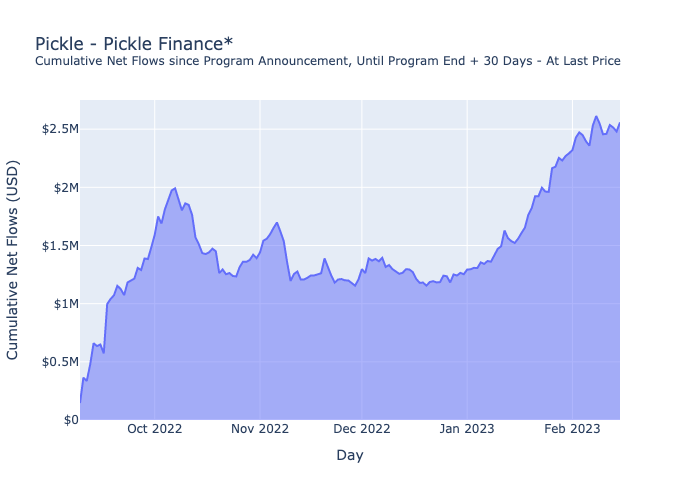 Pickle - Pickle Finance*
Cumulative Net Flows since Program Announcement, Until Program End + 30 Days - At Last Price
Cumulative Net Flows (USD)
$2.5M
$2M
$1.5M
$1M
$0.5M
$0
Oct 2022 Nov 2022 Dec 2022 Jan 2023 Feb 2023
Day